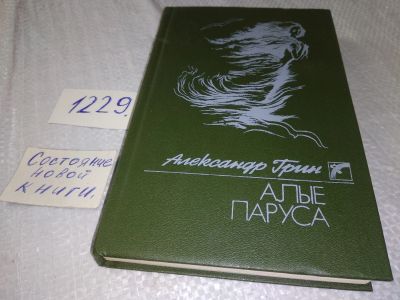 1229.
Состояние
новой
книги.
Александр Грин
АЛЫЕ
ПАРУСА